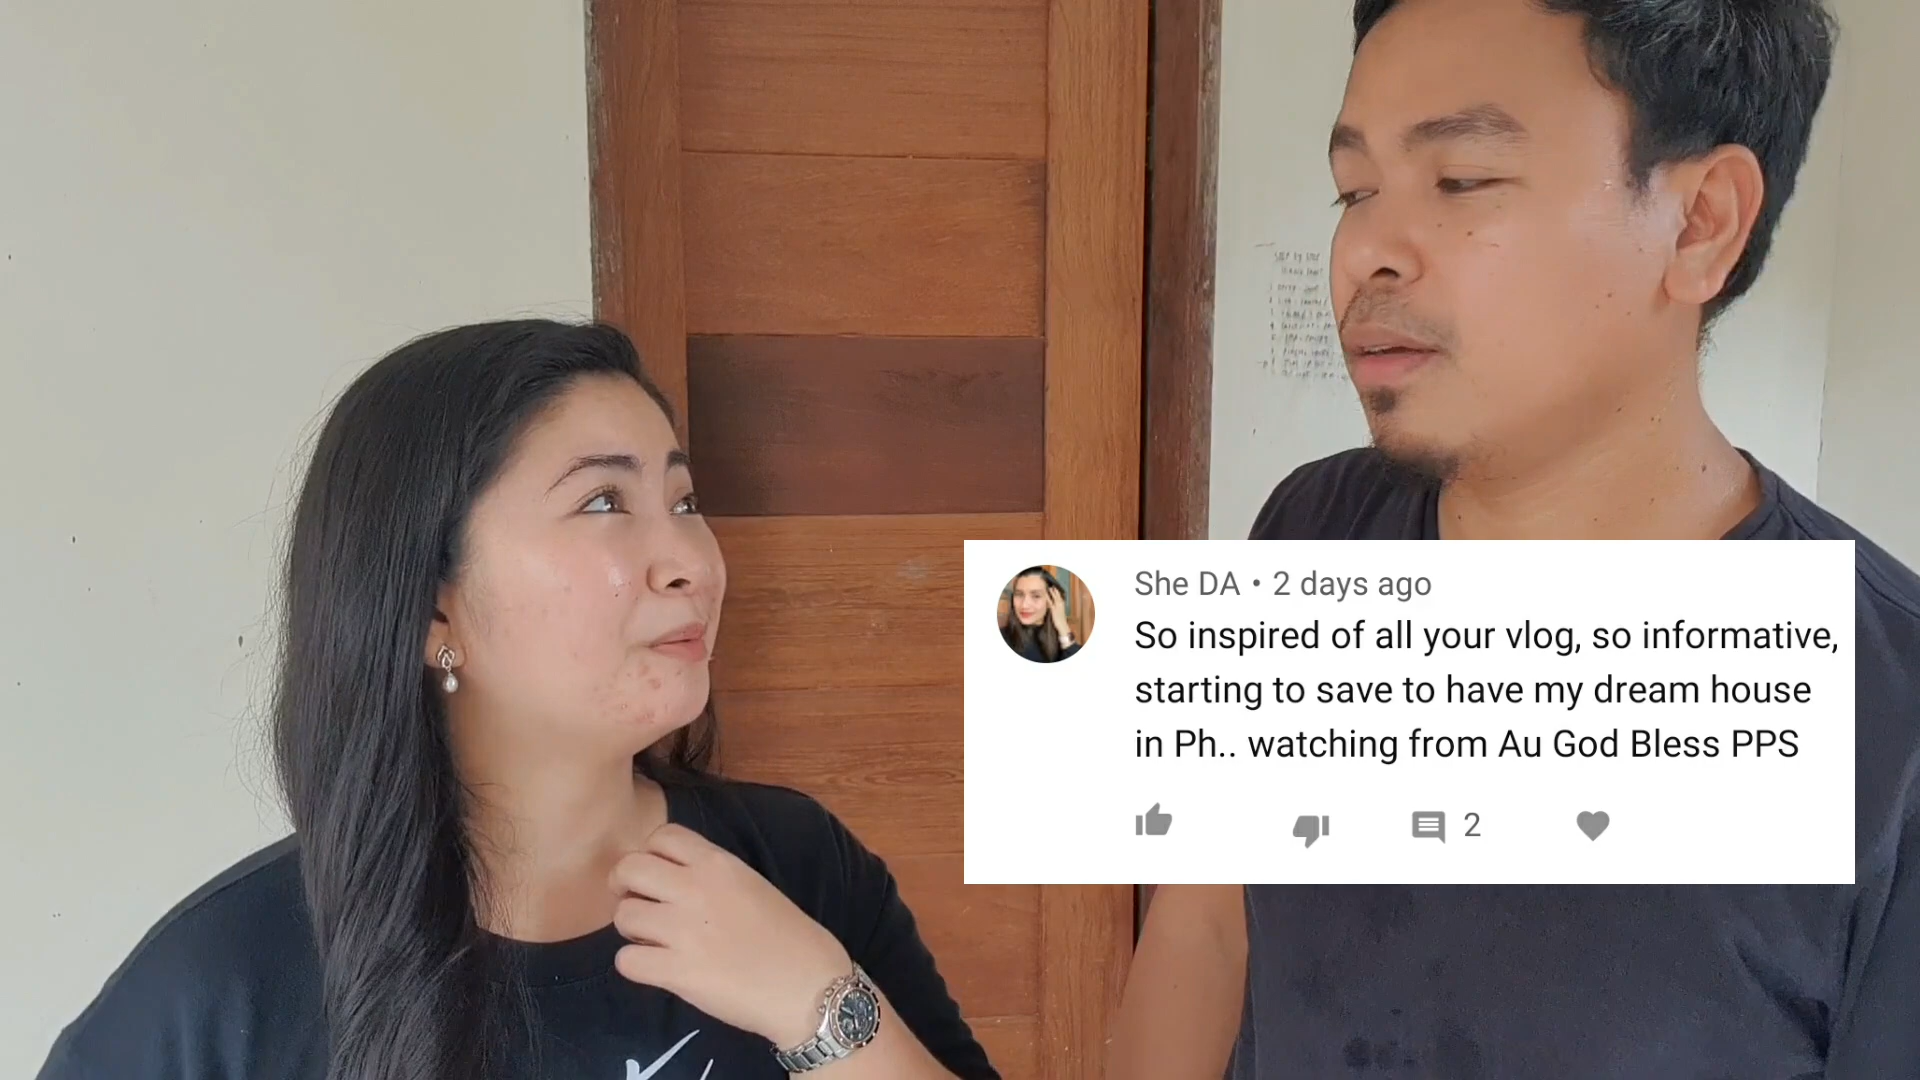 She DA • 2 days ago
So inspired of all your vlog, so informative,
starting to save to have my dream house
in Ph.. watching from Au God Bless PPS
2